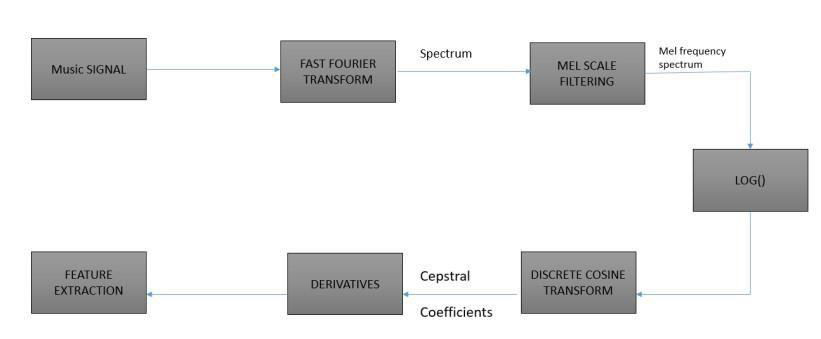 Music SIGNAL
FAST FOURIER
TRANSFORM
Spectrum
MEL SCALE
FILTERING
Mel frequency
spectrum
LOG()
DISCRETE COSINE
TRANSFORM
Cepstral
Coefficients
DERIVATIVES
FEATURE
EXTRACTION